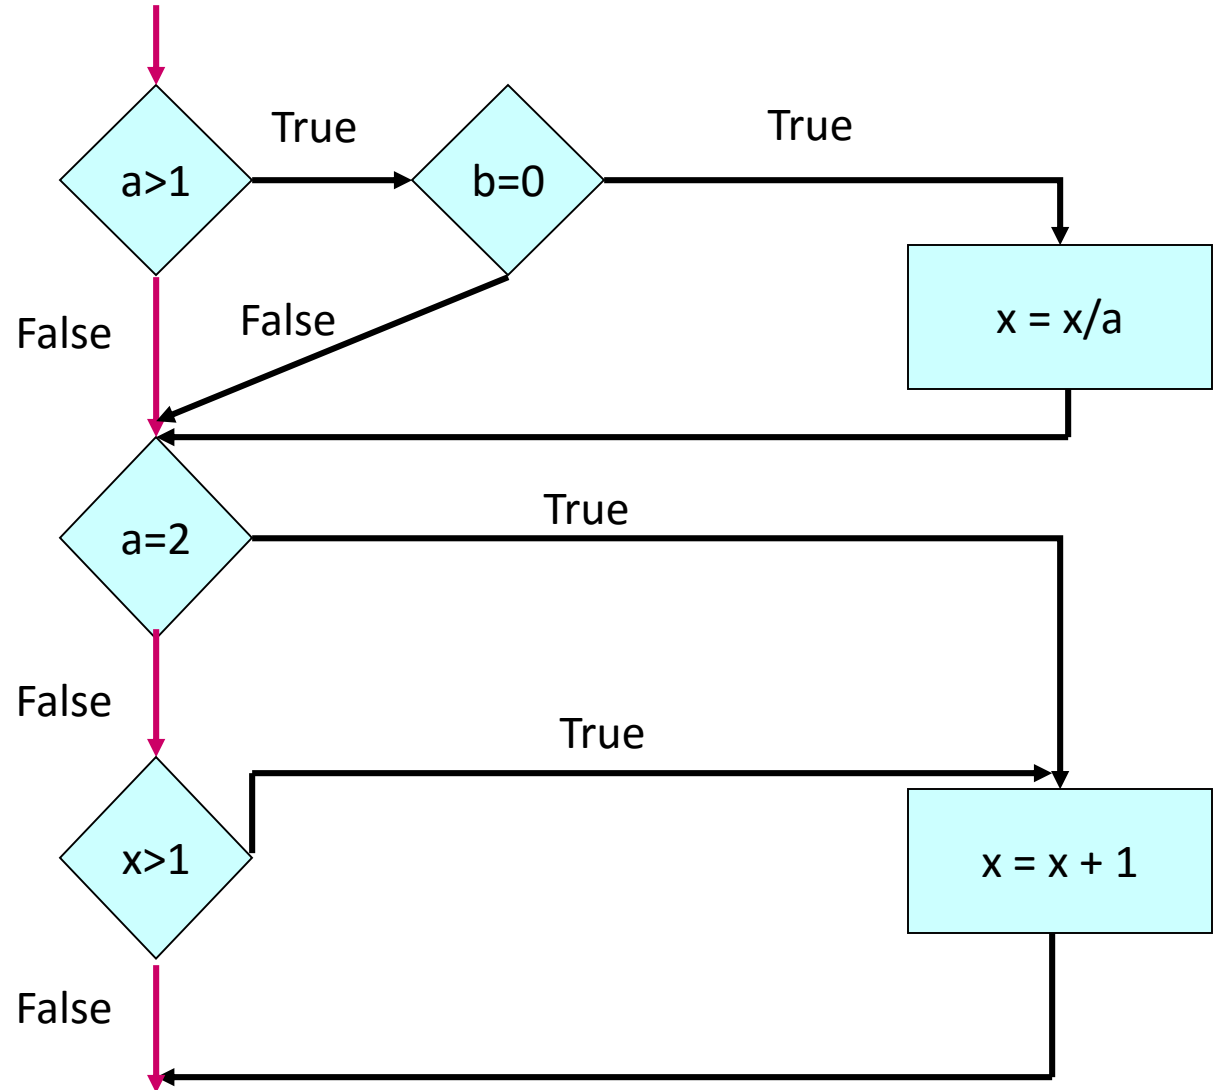 True
True
a>1
b=0
False
False
x = x/a
True
a=2
False
True
x>1
x = x + 1
False